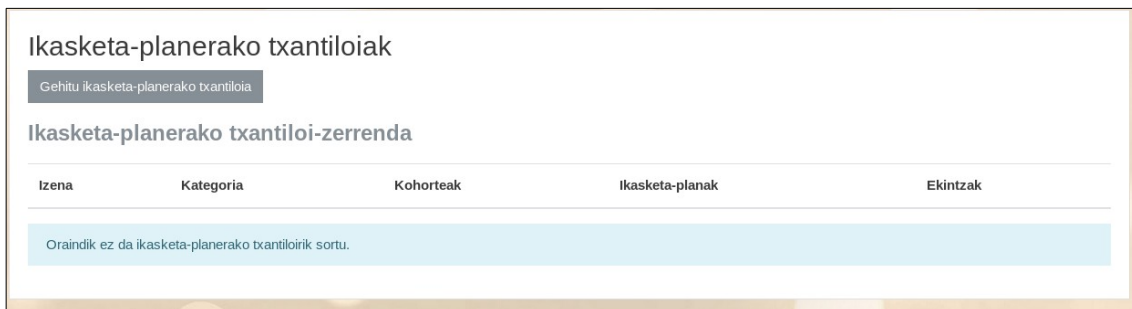 Ikasketa-planerako txantiloiak
Gehitu ikasketa-planerako txantiloia
Ikasketa-planerako txantiloi-zerrenda
Izena Kategoria Kohorteak Ikasketa-planak Ekintzak
Oraindik ez da ikasketa-planerako txantiloirik sortu.